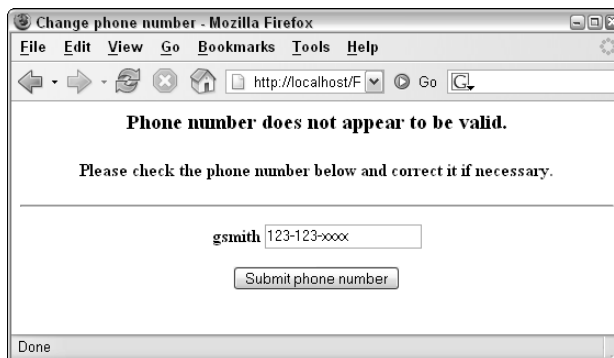 Change phone number - Mozilla Firefox
File Edit View Go Bookmarks Tools Help
http://localhost/F Go G
Phone number does not appear to be valid.
Please check the phone number below and correct it if necessary.
gsmith 123-123-xxxx
Submit phone number
Done